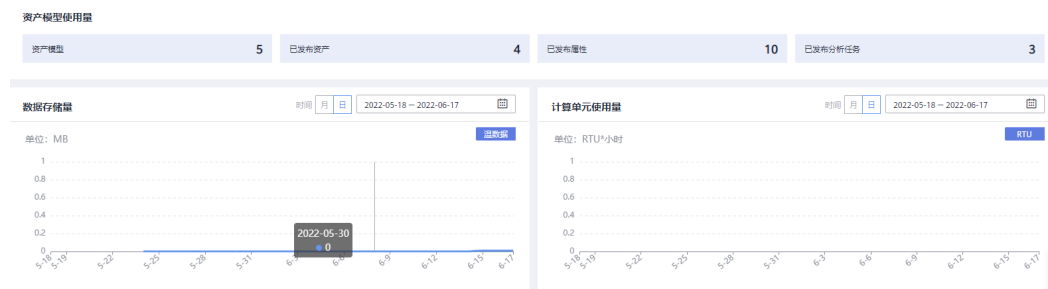 资产模型使用量
资产模型 5 已发布资产 4 已发布属性 10 已发布分析任务 3
数据存储量 时间 月 日 2022-05-18 – 2022-06-17
单位：MB 温数据
1
0.8
0.6
0.4
0.2
0
2022-05-30
0
5-18 5-19 5-22 5-25 5-28 5-31 6-3 6-6 6-9 6-12 6-15 6-17
计算单元使用量 时间 月 日 2022-05-18 – 2022-06-17
单位：RTU*小时 RTU
1
0.8
0.6
0.4
0.2
0
5-18 5-19 5-22 5-25 5-28 5-31 6-3 6-6 6-9 6-12 6-15 6-17